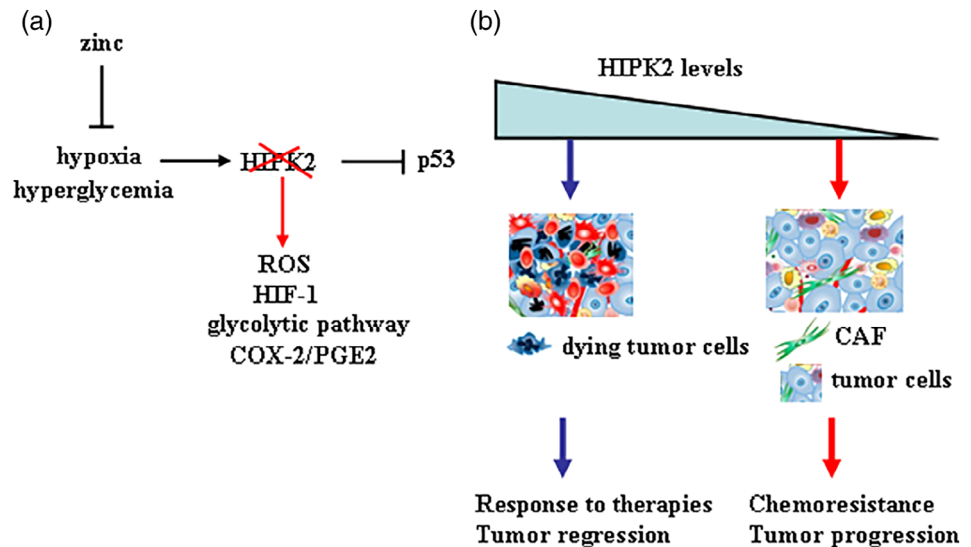 (a)
zinc
hypoxia
hyperglycemia
HIPK2
p53
ROS
HIF-1
glycolytic pathway
COX-2/PGE2
(b)
HIPK2 levels
dying tumor cells
CAF
tumor cells
Response to therapies
Tumor regression
Chemoresistance
Tumor progression